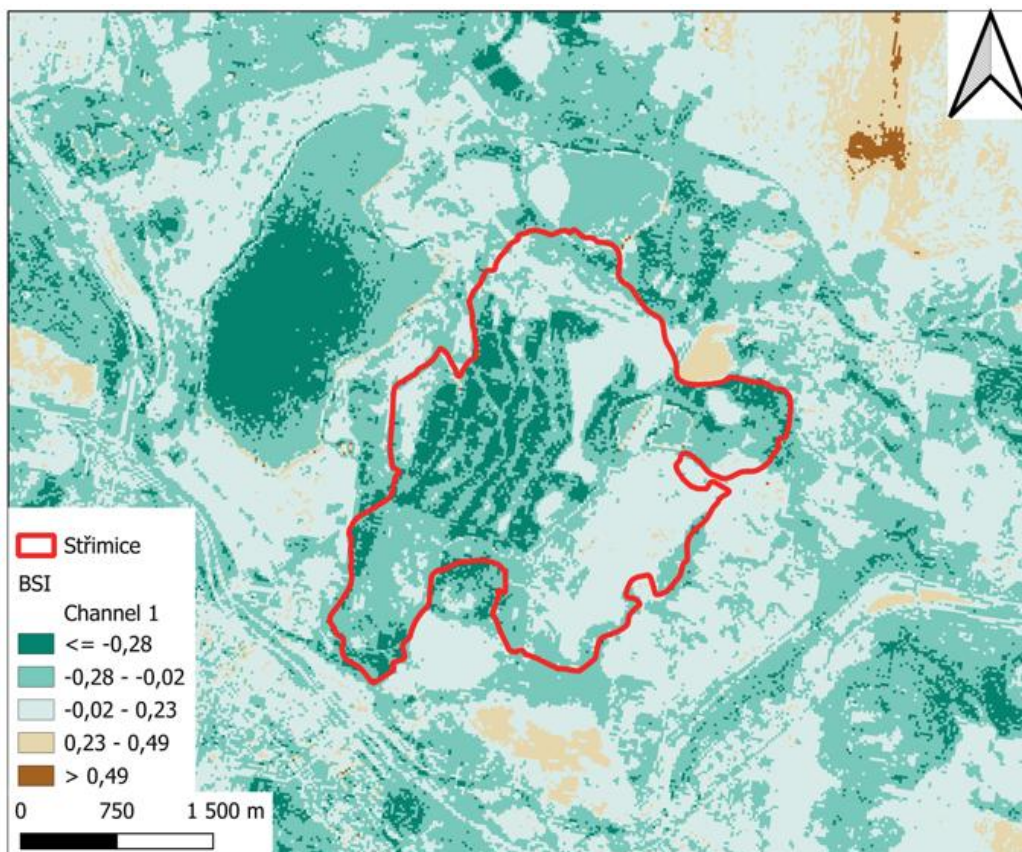 Střimice
BSI
Channel 1
<= -0,28
-0,28 - -0,02
-0,02 - 0,23
0,23 - 0,49
> 0,49
0 750 1 500 m